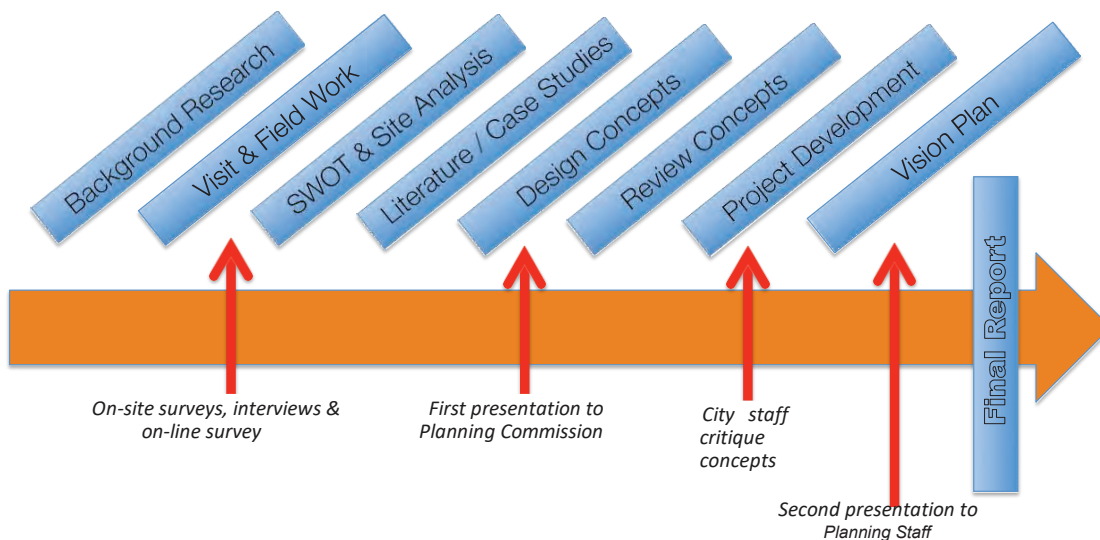 Background Research
Visit & Field Work
SWOT & Site Analysis
Literature / Case Studies
Design Concepts
Review Concepts
Project Development
Vision Plan
Final Report
On-site surveys, interviews &
on-line survey
First presentation to
Planning Commission
City staff
critique
concepts
Second presentation to
Planning Staff